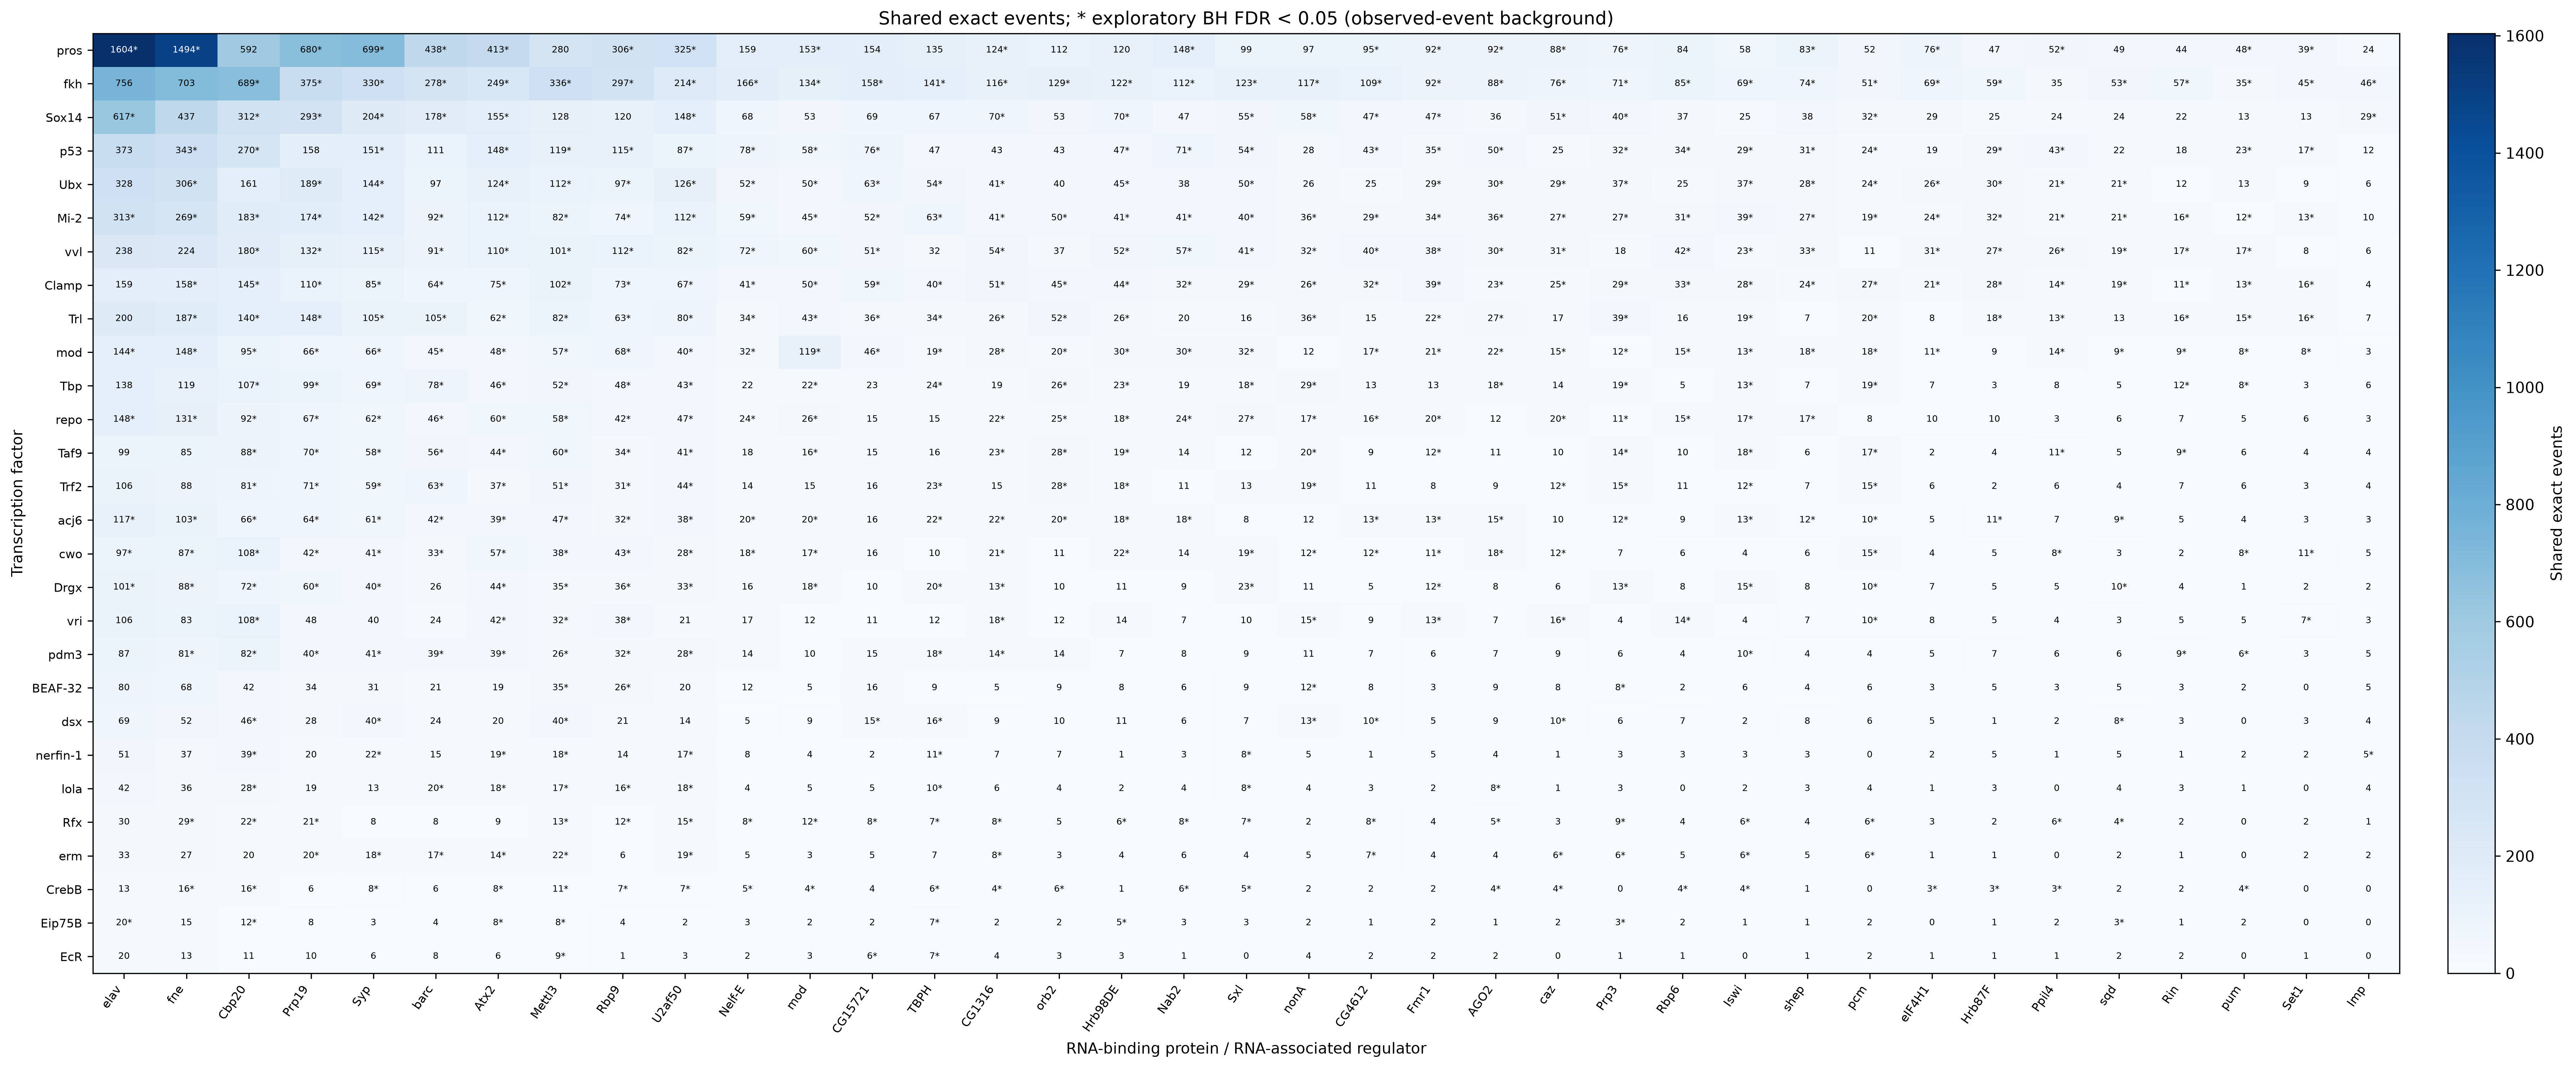 Shared exact events; * exploratory BH FDR < 0.05 (observed-event background)
pros 1604* 1494* 592 680* 699* 438* 413* 280 306* 325* 159 153* 154 135 124* 112 120 148* 99 97 95* 92* 92* 88* 76* 84 58 83* 52 76* 47 52* 49 44 48* 39* 24
fkh 756 703 689* 375* 330* 278* 249* 336* 297* 214* 166* 134* 158* 141* 116* 129* 122* 112* 123* 117* 109* 92* 88* 76* 71* 85* 69* 74* 51* 69* 59* 35 53* 57* 35* 45* 46*
Sox14 617* 437 312* 293* 204* 178* 155* 128 120 148* 68 53 69 67 70* 53 70* 47 55* 58* 47* 47* 36 51* 40* 37 25 38 32* 29 25 24 24 22 13 13 29*
p53 373 343* 270* 158 151* 111 148* 119* 115* 87* 78* 58* 76* 47 43 43 47* 71* 54* 28 43* 35* 50* 25 32* 34* 29* 31* 24* 19 29* 43* 22 18 23* 17* 12
Ubx 328 306* 161 189* 144* 97 124* 112* 97* 126* 52* 50* 63* 54* 41* 40 45* 38 50* 26 25 29* 30* 29* 37* 25 37* 28* 24* 26* 30* 21* 21* 12 13 9 6
Mi-2 313* 269* 183* 174* 142* 92* 112* 82* 74* 112* 59* 45* 52* 63* 41* 50* 41* 41* 40* 36* 29* 34* 36* 27* 27* 31* 39* 27* 19* 24* 32* 21* 21* 16* 12* 13* 10
vvl 238 224 180* 132* 115* 91* 110* 101* 112* 82* 72* 60* 51* 32 54* 37 52* 57* 41* 32* 40* 38* 30* 31* 18 42* 23* 33* 11 31* 27* 26* 19* 17* 17* 8 6
Clamp 159 158* 145* 110* 85* 64* 75* 102* 73* 67* 41* 50* 59* 40* 51* 45* 44* 32* 29* 26* 32* 39* 23* 25* 29* 33* 28* 24* 27* 21* 28* 14* 19* 11* 13* 16* 4
Trl 200 187* 140* 148* 105* 105* 62* 82* 63* 80* 34* 43* 36* 34* 26* 52* 26* 20 16 36* 15 22* 27* 17 39* 16 19* 7 20* 8 18* 13* 13 16* 15* 16* 7
mod 144* 148* 95* 66* 66* 45* 48* 57* 68* 40* 32* 119* 46* 19* 28* 20* 30* 30* 32* 12 17* 21* 22* 15* 12* 15* 13* 18* 18* 11* 9 14* 9* 9* 8* 8* 3
Tbp 138 119 107* 99* 69* 78* 46* 52* 48* 43* 22 22* 23 24* 19 26* 23* 19 18* 29* 13 13 18* 14 19* 5 13* 7 19* 7 3 8 5 12* 8* 3 6
repo 148* 131* 92* 67* 62* 46* 60* 58* 42* 47* 24* 26* 15 15 22* 25* 18* 24* 27* 17* 16* 20* 12 20* 11* 15* 17* 17* 8 10 10 3 6 7 5 6 3
Taf9 99 85 88* 70* 58* 56* 44* 60* 34* 41* 18 16* 15 16 23* 28* 19* 14 12 20* 9 12* 11 10 14* 10 18* 6 17* 2 4 11* 5 9* 6 4 4
Trf2 106 88 81* 71* 59* 63* 37* 51* 31* 44* 14 15 16 23* 15 28* 18* 11 13 19* 11 8 9 12* 15* 11 12* 7 15* 6 2 6 4 7 6 3 4
acj6 117* 103* 66* 64* 61* 42* 39* 47* 32* 38* 20* 20* 16 22* 22* 20* 18* 18* 8 12 13* 13* 15* 10 12* 9 13* 12* 10* 5 11* 7 9* 5 4 3 3
cwo 97* 87* 108* 42* 41* 33* 57* 38* 43* 28* 18* 17* 16 10 21* 11 22* 14 19* 12* 12* 11* 18* 12* 7 6 4 6 15* 4 5 8* 3 2 8* 11* 5
Drgx 101* 88* 72* 60* 40* 26 44* 35* 36* 33* 16 18* 10 20* 13* 10 11 9 23* 11 5 12* 8 6 13* 8 15* 8 10* 7 5 5 10* 4 1 2 2
vri 106 83 108* 48 40 24 42* 32* 38* 21 17 12 11 12 18* 12 14 7 10 15* 9 13* 7 16* 4 14* 4 7 10* 8 5 4 3 5 5 7* 3
pdm3 87 81* 82* 40* 41* 39* 39* 26* 32* 28* 14 10 15 18* 14* 14 7 8 9 11 7 6 7 9 6 4 10* 4 4 5 7 6 6 9* 6* 3 5
BEAF-32 80 68 42 34 31 21 19 35* 26* 20 12 5 16 9 5 9 8 6 9 12* 8 3 9 8 8* 2 6 4 6 3 5 3 5 3 2 0 5
dsx 69 52 46* 28 40* 24 20 40* 21 14 5 9 15* 16* 9 10 11 6 7 13* 10* 5 9 10* 6 7 2 8 6 5 1 2 8* 3 0 3 4
nerfin-1 51 37 39* 20 22* 15 19* 18* 14 17* 8 4 2 11* 7 7 1 3 8* 5 1 5 4 1 3 3 3 3 0 2 5 1 5 1 2 2 5*
lola 42 36 28* 19 13 20* 18* 17* 16* 18* 4 5 5 10* 6 4 2 4 8* 4 3 2 8* 1 3 0 2 3 4 1 3 0 4 3 1 0 4
Rfx 30 29* 22* 21* 8 8 9 13* 12* 15* 8* 12* 8* 7* 8* 5 6* 8* 7* 2 8* 4 5* 3 9* 4 6* 4 6* 3 2 6* 4* 2 0 2 1
erm 33 27 20 20* 18* 17* 14* 22* 6 19* 5 3 5 7 8* 3 4 6 4 5 7* 4 4 6* 6* 5 6* 5 6* 1 1 0 2 1 0 2 2
CrebB 13 16* 16* 6 8* 6 8* 11* 7* 7* 5* 4* 4 6* 4* 6* 1 6* 5* 2 2 2 4* 4* 0 4* 4* 1 0 3* 3* 3* 2 2 4* 0 0
Eip75B 20* 15 12* 8 3 4 8* 8* 4 2 3 2 2 7* 2 2 5* 3 3 2 1 2 1 2 3* 2 1 1 2 0 1 2 3* 1 2 0 0
EcR 20 13 11 10 6 8 6 9* 1 3 2 3 6* 7* 4 3 3 1 0 4 2 2 2 0 1 1 0 1 2 1 1 1 2 2 0 1 0
elav fne Cbp20 Prp19 Syp barc Atx2 Mettl3 Rbp9 U2af50 Nelf-E mod CG15721 TBPH CG1316 orb2 Hrb98DE Nab2 Sxl nonA CG4612 Fmr1 AGO2 caz Prp3 Rbp6 Iswi shep pcm eIF4H1 Hrb87F Ppil4 sqd Rin pum Set1 Imp
RNA-binding protein / RNA-associated regulator
Transcription factor
1600
1400
1200
1000
800
600
400
200
0
Shared exact events